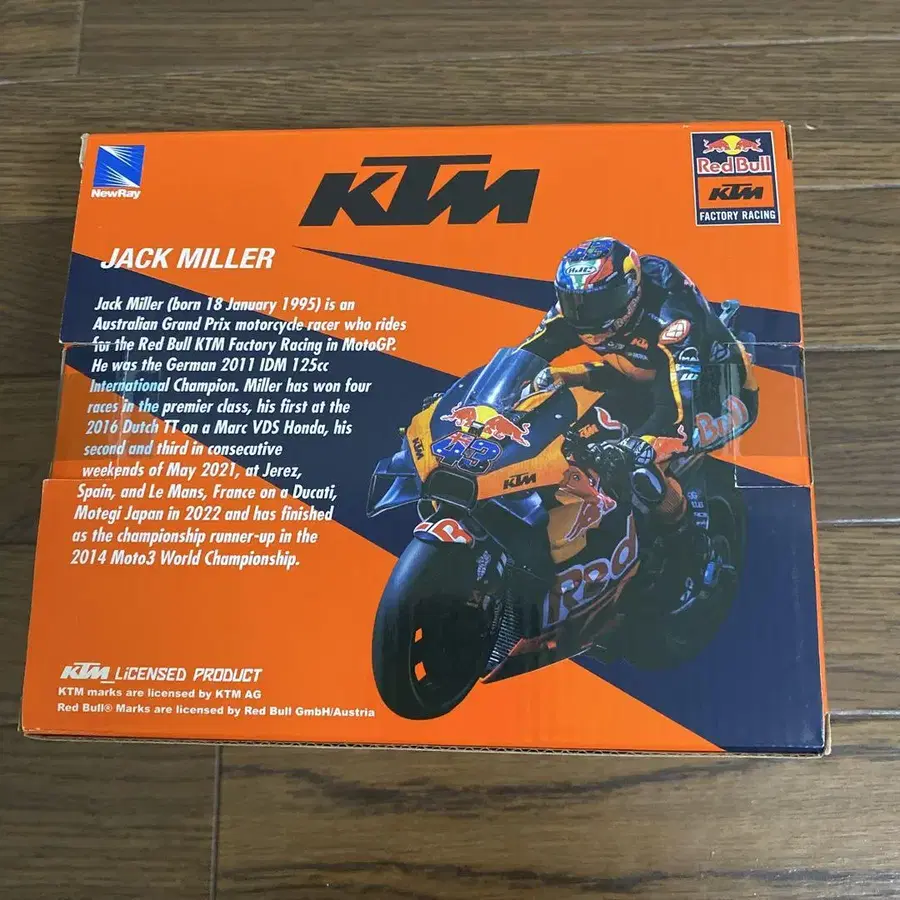 NewRay
KTM
Red Bull
KTM
FACTORY RACING
JACK MILLER
Jack Miller (born 18 January 1995) is an
Australian Grand Prix motorcycle racer who rides
for the Red Bull KTM Factory Racing in MotoGP.
He was the German 2011 IDM 125cc
International Champion. Miller has won four
races in the premier class, his first at the
2016 Dutch TT on a Marc VDS Honda, his
second and third in consecutive
weekends of May 2021, at Jerez,
Spain, and Le Mans, France on a Ducati,
Motegi Japan in 2022 and has finished
as the championship runner-up in the
2014 Moto3 World Championship.
HJC
KTM
KTM
43
KTM
Red
Bull
KTM LiCENSED PRODUCT
KTM marks are licensed by KTM AG
Red Bull® Marks are licensed by Red Bull GmbH/Austria